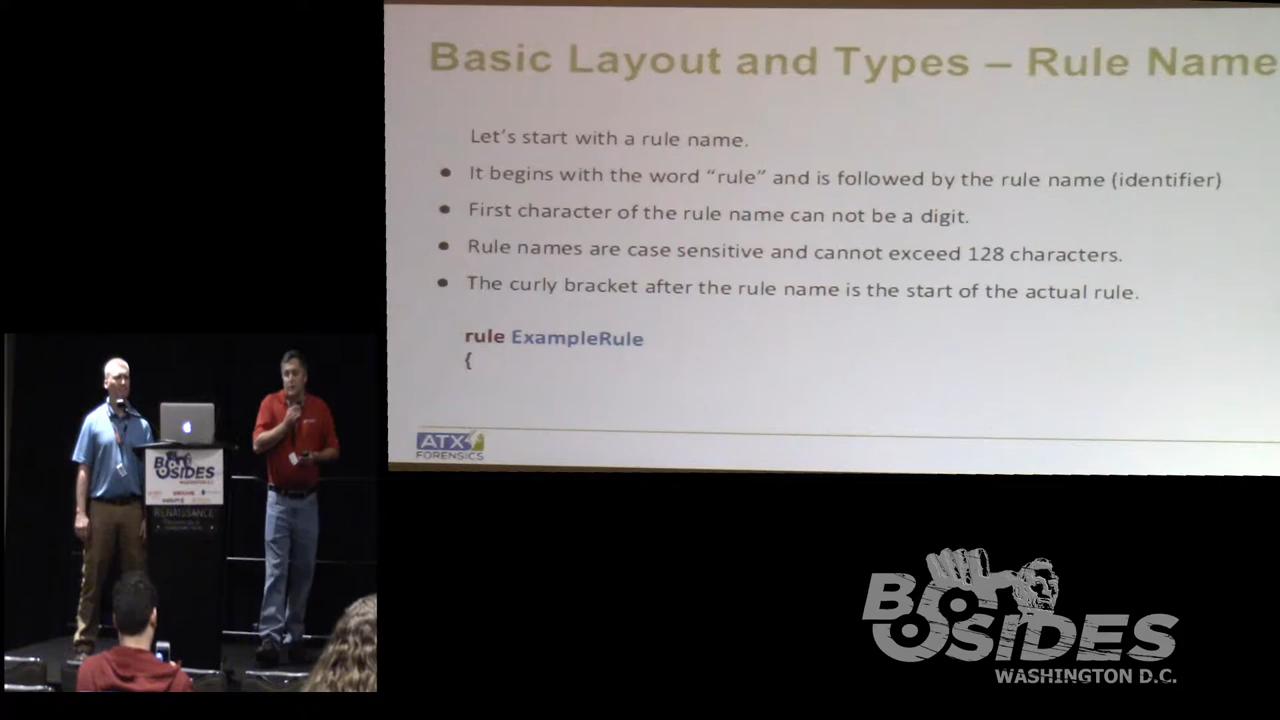 Basic Layout and Types – Rule Name
Let's start with a rule name.
● It begins with the word “rule” and is followed by the rule name (identifier)
● First character of the rule name can not be a digit.
● Rule names are case sensitive and cannot exceed 128 characters.
● The curly bracket after the rule name is the start of the actual rule.
rule ExampleRule
{
ATX
FORENSICS
BSIDES
WASHINGTON D.C.
RENAISSANCE
BSIDES
WASHINGTON D.C.